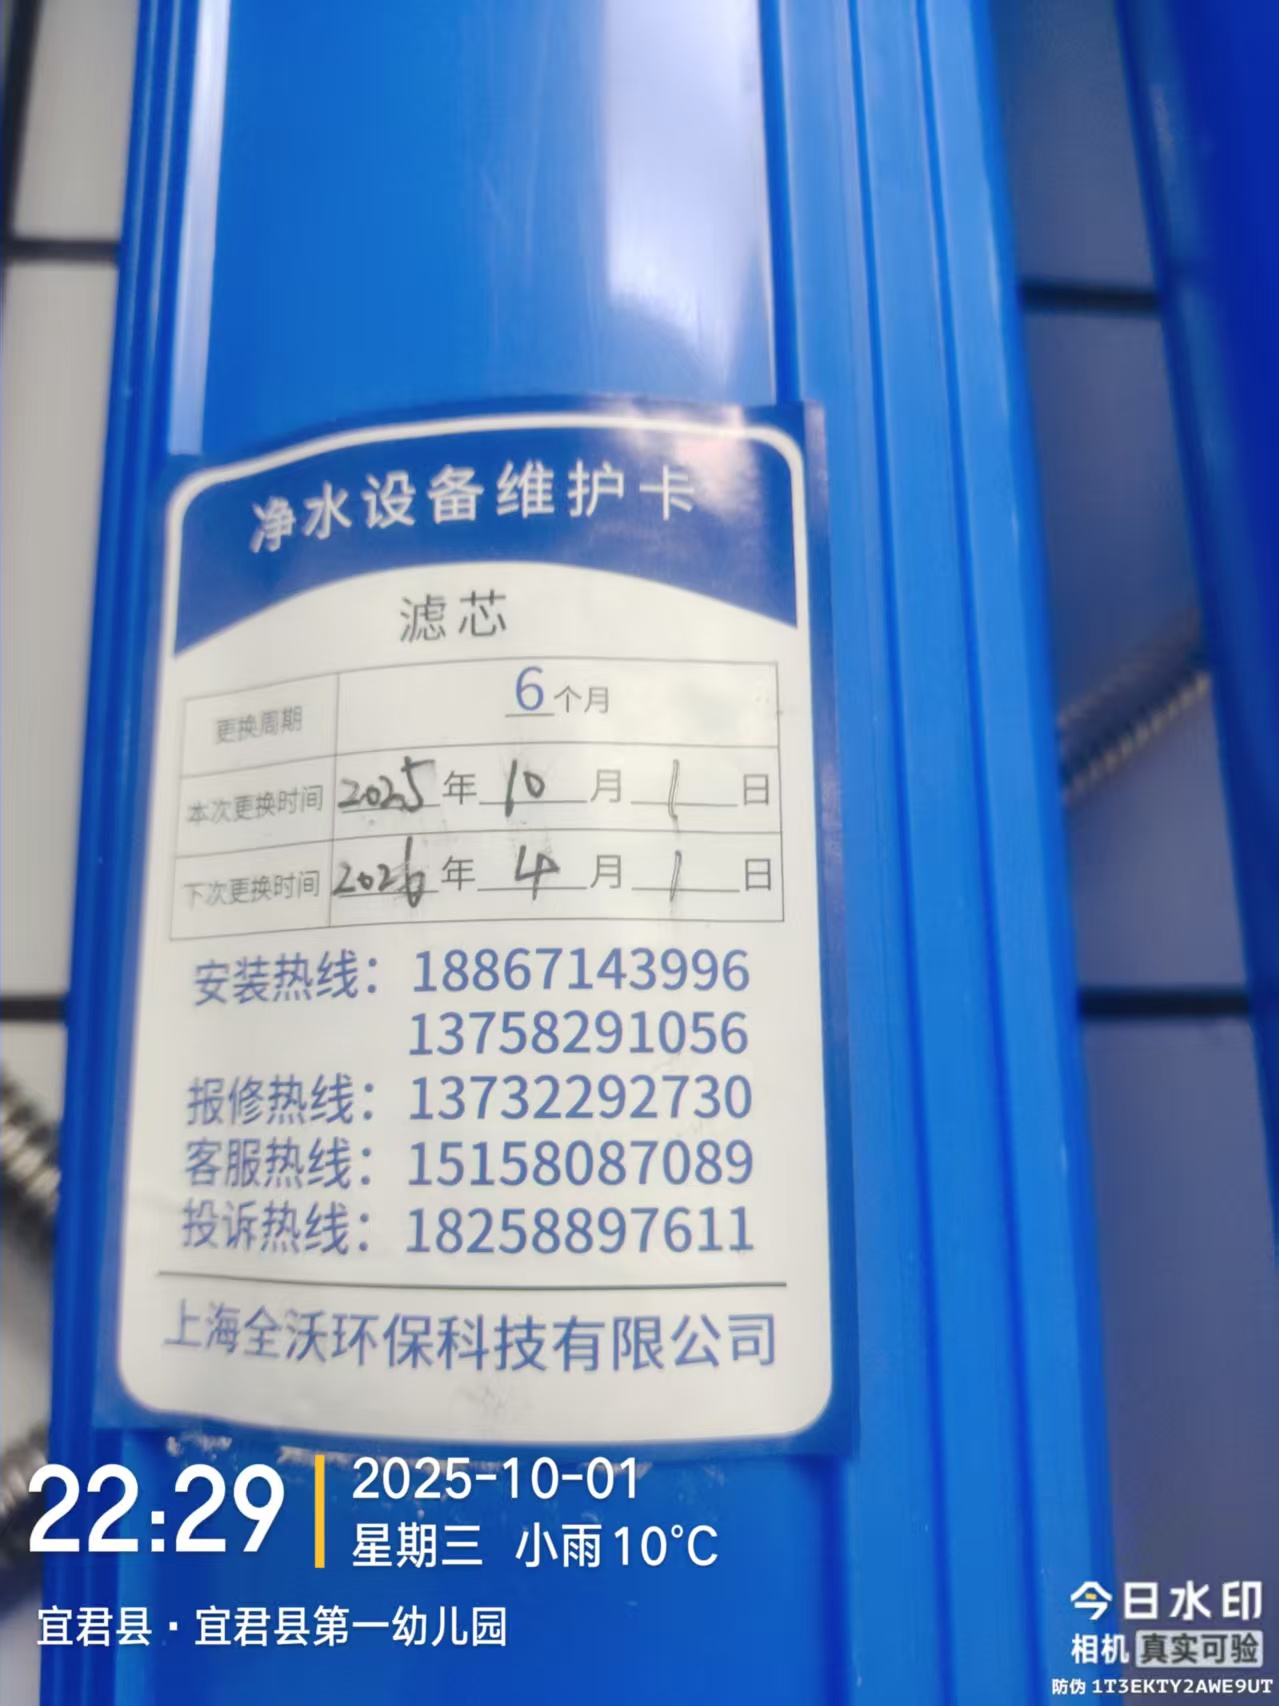 净水设备维护卡
滤芯
更换周期 6个月
本次更换时间 2025年10月1日
下次更换时间 2026年4月1日
安装热线：18867143996
13758291056
报修热线：13732292730
客服热线：15158087089
投诉热线：18258897611
上海全沃环保科技有限公司
22:29
2025-10-01
星期三 小雨10°C
宜君县·宜君县第一幼儿园
今日水印
相机 真实可验
防伪 1T3EKTY2AWE9UT